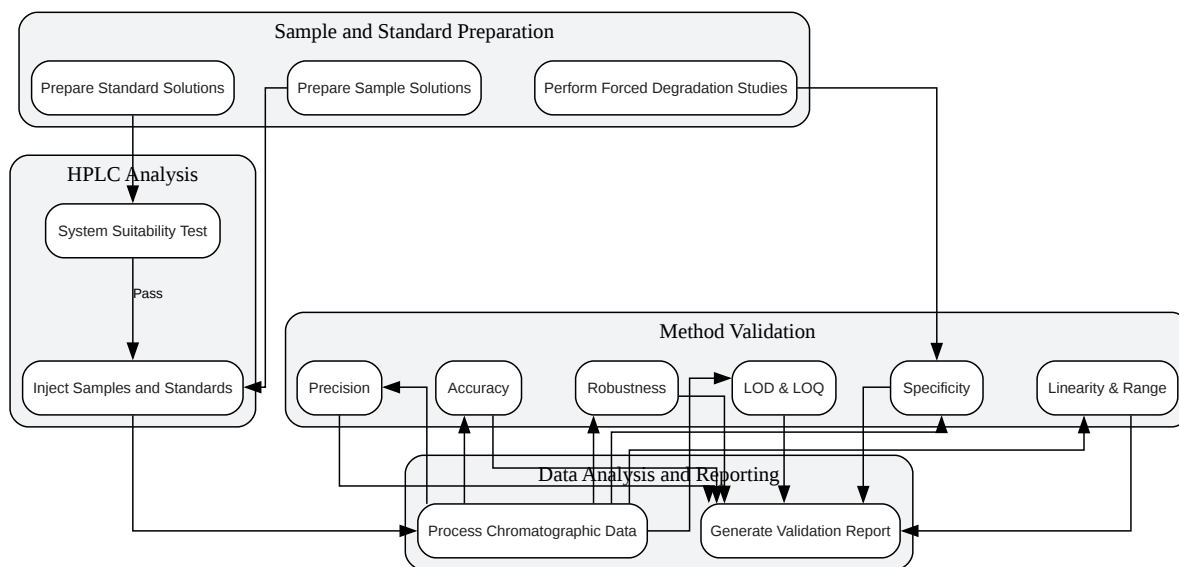 Sample and Standard Preparation
Prepare Standard Solutions
Prepare Sample Solutions
Perform Forced Degradation Studies
HPLC Analysis
System Suitability Test
Pass
Inject Samples and Standards
Method Validation
Precision
Accuracy
Robustness
LOD & LOQ
Specificity
Linearity & Range
Data Analysis and Reporting
Process Chromatographic Data
Generate Validation Report